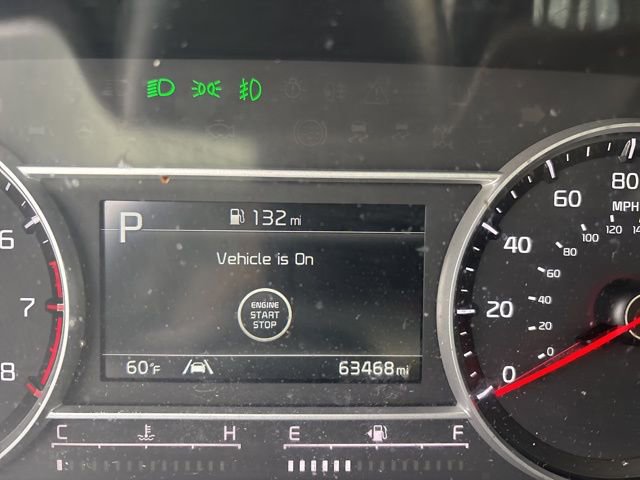 P
132 mi
Vehicle is On
ENGINE
START
STOP
60°F
63468 mi
C H
E F
6
7
8
80
MPH
60
40
20
0
120
100
80
60
40
20
0